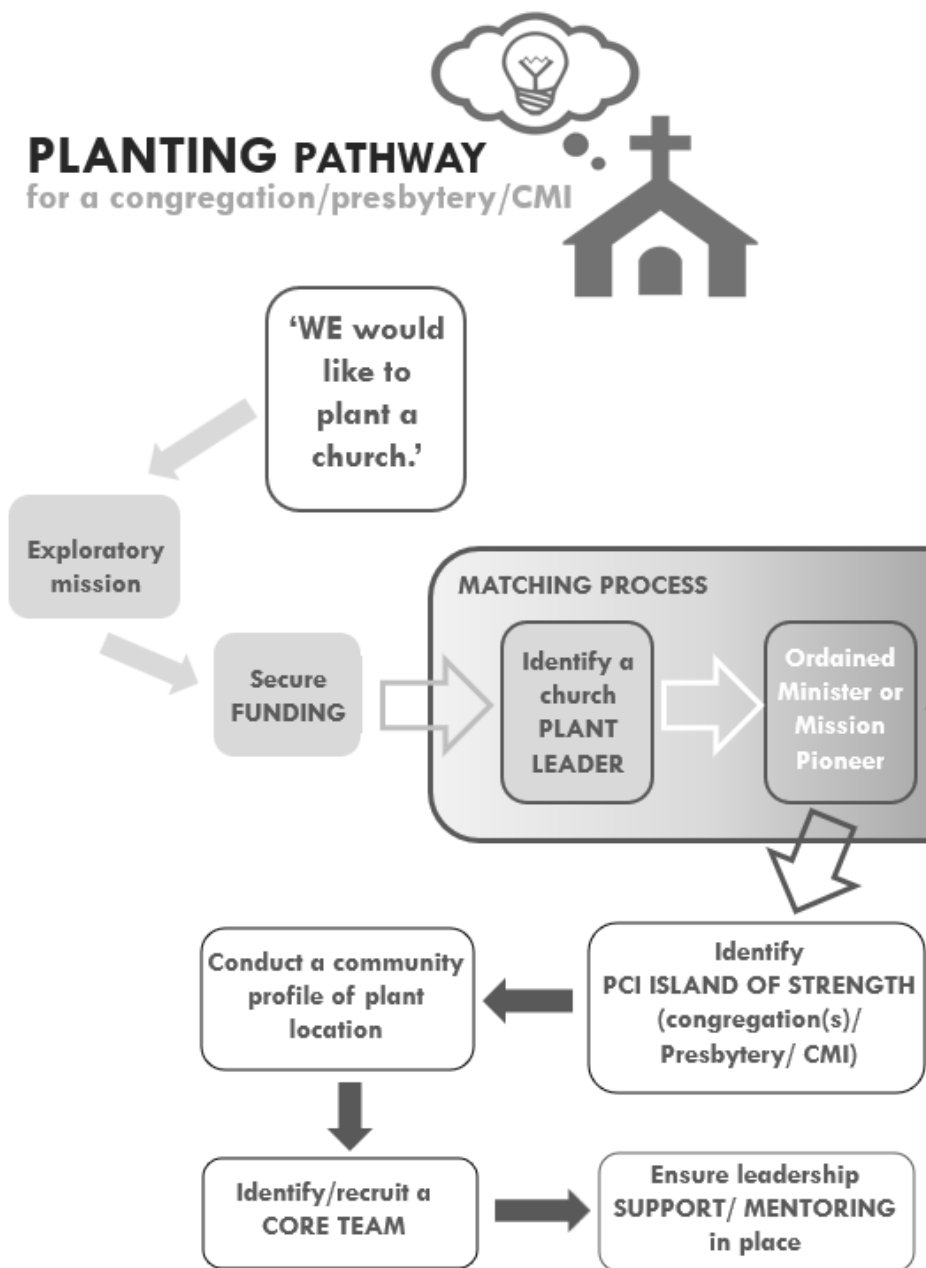 PLANTING PATHWAY
for a congregation/presbytery/CMI
‘WE would
like to
plant a
church.’
Exploratory
mission
Secure
FUNDING
MATCHING PROCESS
Identify a
church
PLANT
LEADER
Ordained
Minister or
Mission
Pioneer
Identify
PCI ISLAND OF STRENGTH
(congregation(s)/
Presbytery/ CMI)
Conduct a community
profile of plant
location
Identify/recruit a
CORE TEAM
Ensure leadership
SUPPORT/ MENTORING
in place